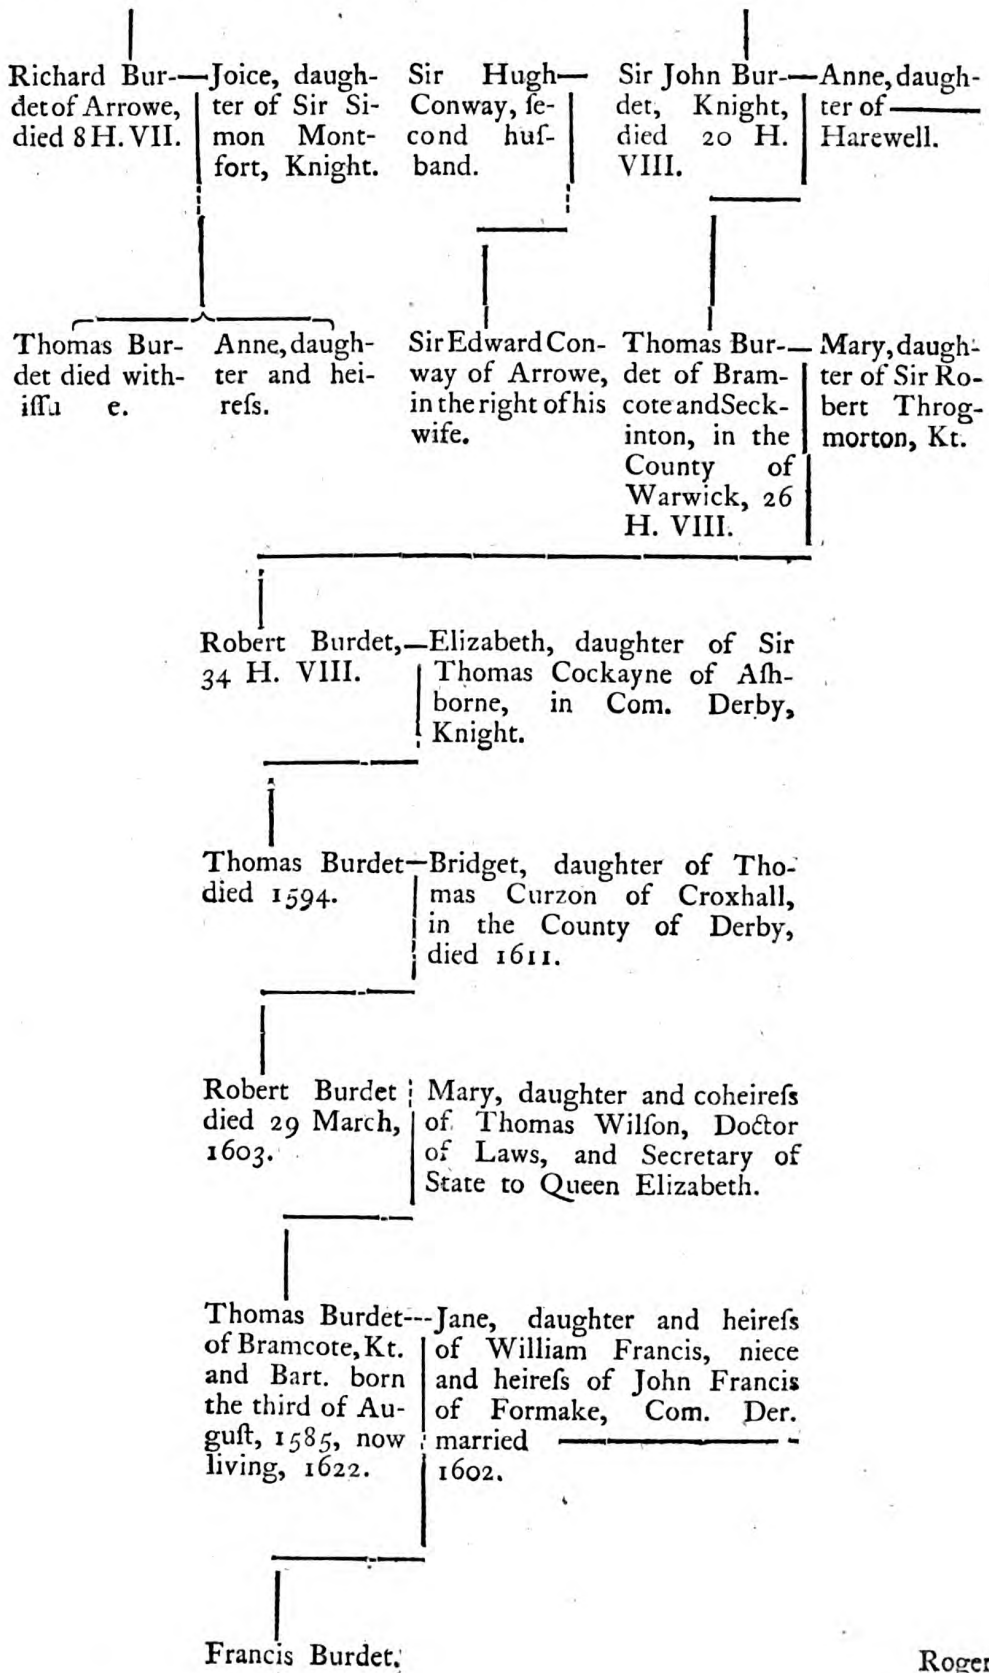 Richard Bur-
det of Arrowe,
died 8 H. VII.
Joice, daugh-
ter of Sir Si-
mon Mont-
fort, Knight.
Sir Hugh
Conway, ſe-
cond huſ-
band.
Sir John Bur-
det, Knight,
died 20 H.
VIII.
Anne, daugh-
ter of ———
Harewell.
Thomas Bur-
det died with-
iſſu e.
Anne, daugh-
ter and hei-
reſs.
Sir Edward Con-
way of Arrowe,
in the right of his
wife.
Thomas Bur-
det of Bram-
cote and Seck-
inton, in the
County of
Warwick, 26
H. VIII.
Mary, daugh-
ter of Sir Ro-
bert Throg-
morton, Kt.
Robert Burdet,
34 H. VIII.
Elizabeth, daughter of Sir
Thomas Cockayne of Aſh-
borne, in Com. Derby,
Knight.
Thomas Burdet
died 1594.
Bridget, daughter of Tho-
mas Curzon of Croxhall,
in the County of Derby,
died 1611.
Robert Burdet
died 29 March,
1603.
Mary, daughter and coheireſs
of Thomas Wilſon, Doctor
of Laws, and Secretary of
State to Queen Elizabeth.
Thomas Burdet
of Bramcote, Kt.
and Bart. born
the third of Au-
guſt, 1585, now
living, 1622.
Jane, daughter and heireſs
of William Francis, niece
and heireſs of John Francis
of Formake, Com. Der.
married ———
1602.
Francis Burdet.
Roger